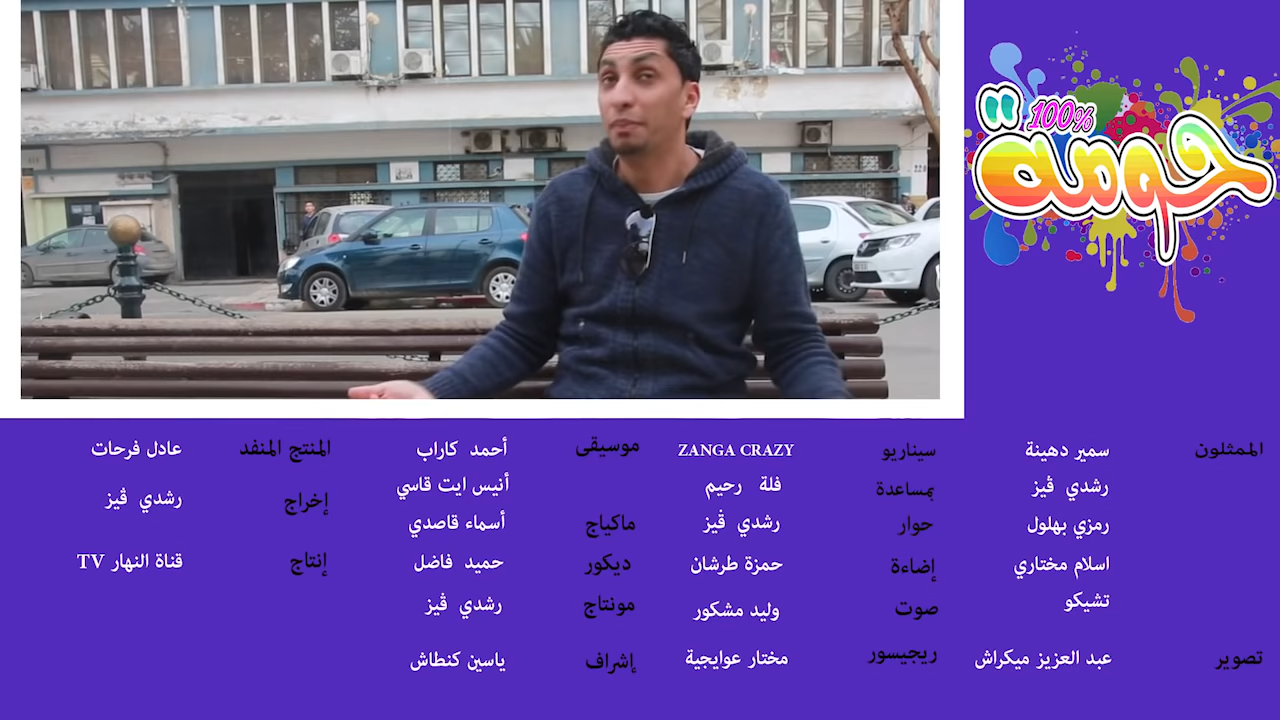 100%
حومة
الممثلون
سمير دهينة
رشدي ڤيز
رمزي بهلول
اسلام مختاري
تشيكو
تصوير
عبد العزيز ميكراش
سيناريو
ZANGA CRAZY
بمساعدة
فلة رحيم
حوار
رشدي ڤيز
إضاءة
حمزة طرشان
صوت
وليد مشكور
ريجيسور
مختار عوايجية
موسيقى
أحمد كاراب
أنيس ايت قاسي
ماكياج
أسماء قاصدي
ديكور
حميد فاضل
مونتاج
رشدي ڤيز
إشراف
ياسين كنطاش
المنتج المنفد
عادل فرحات
إخراج
رشدي ڤيز
إنتاج
قناة النهار TV